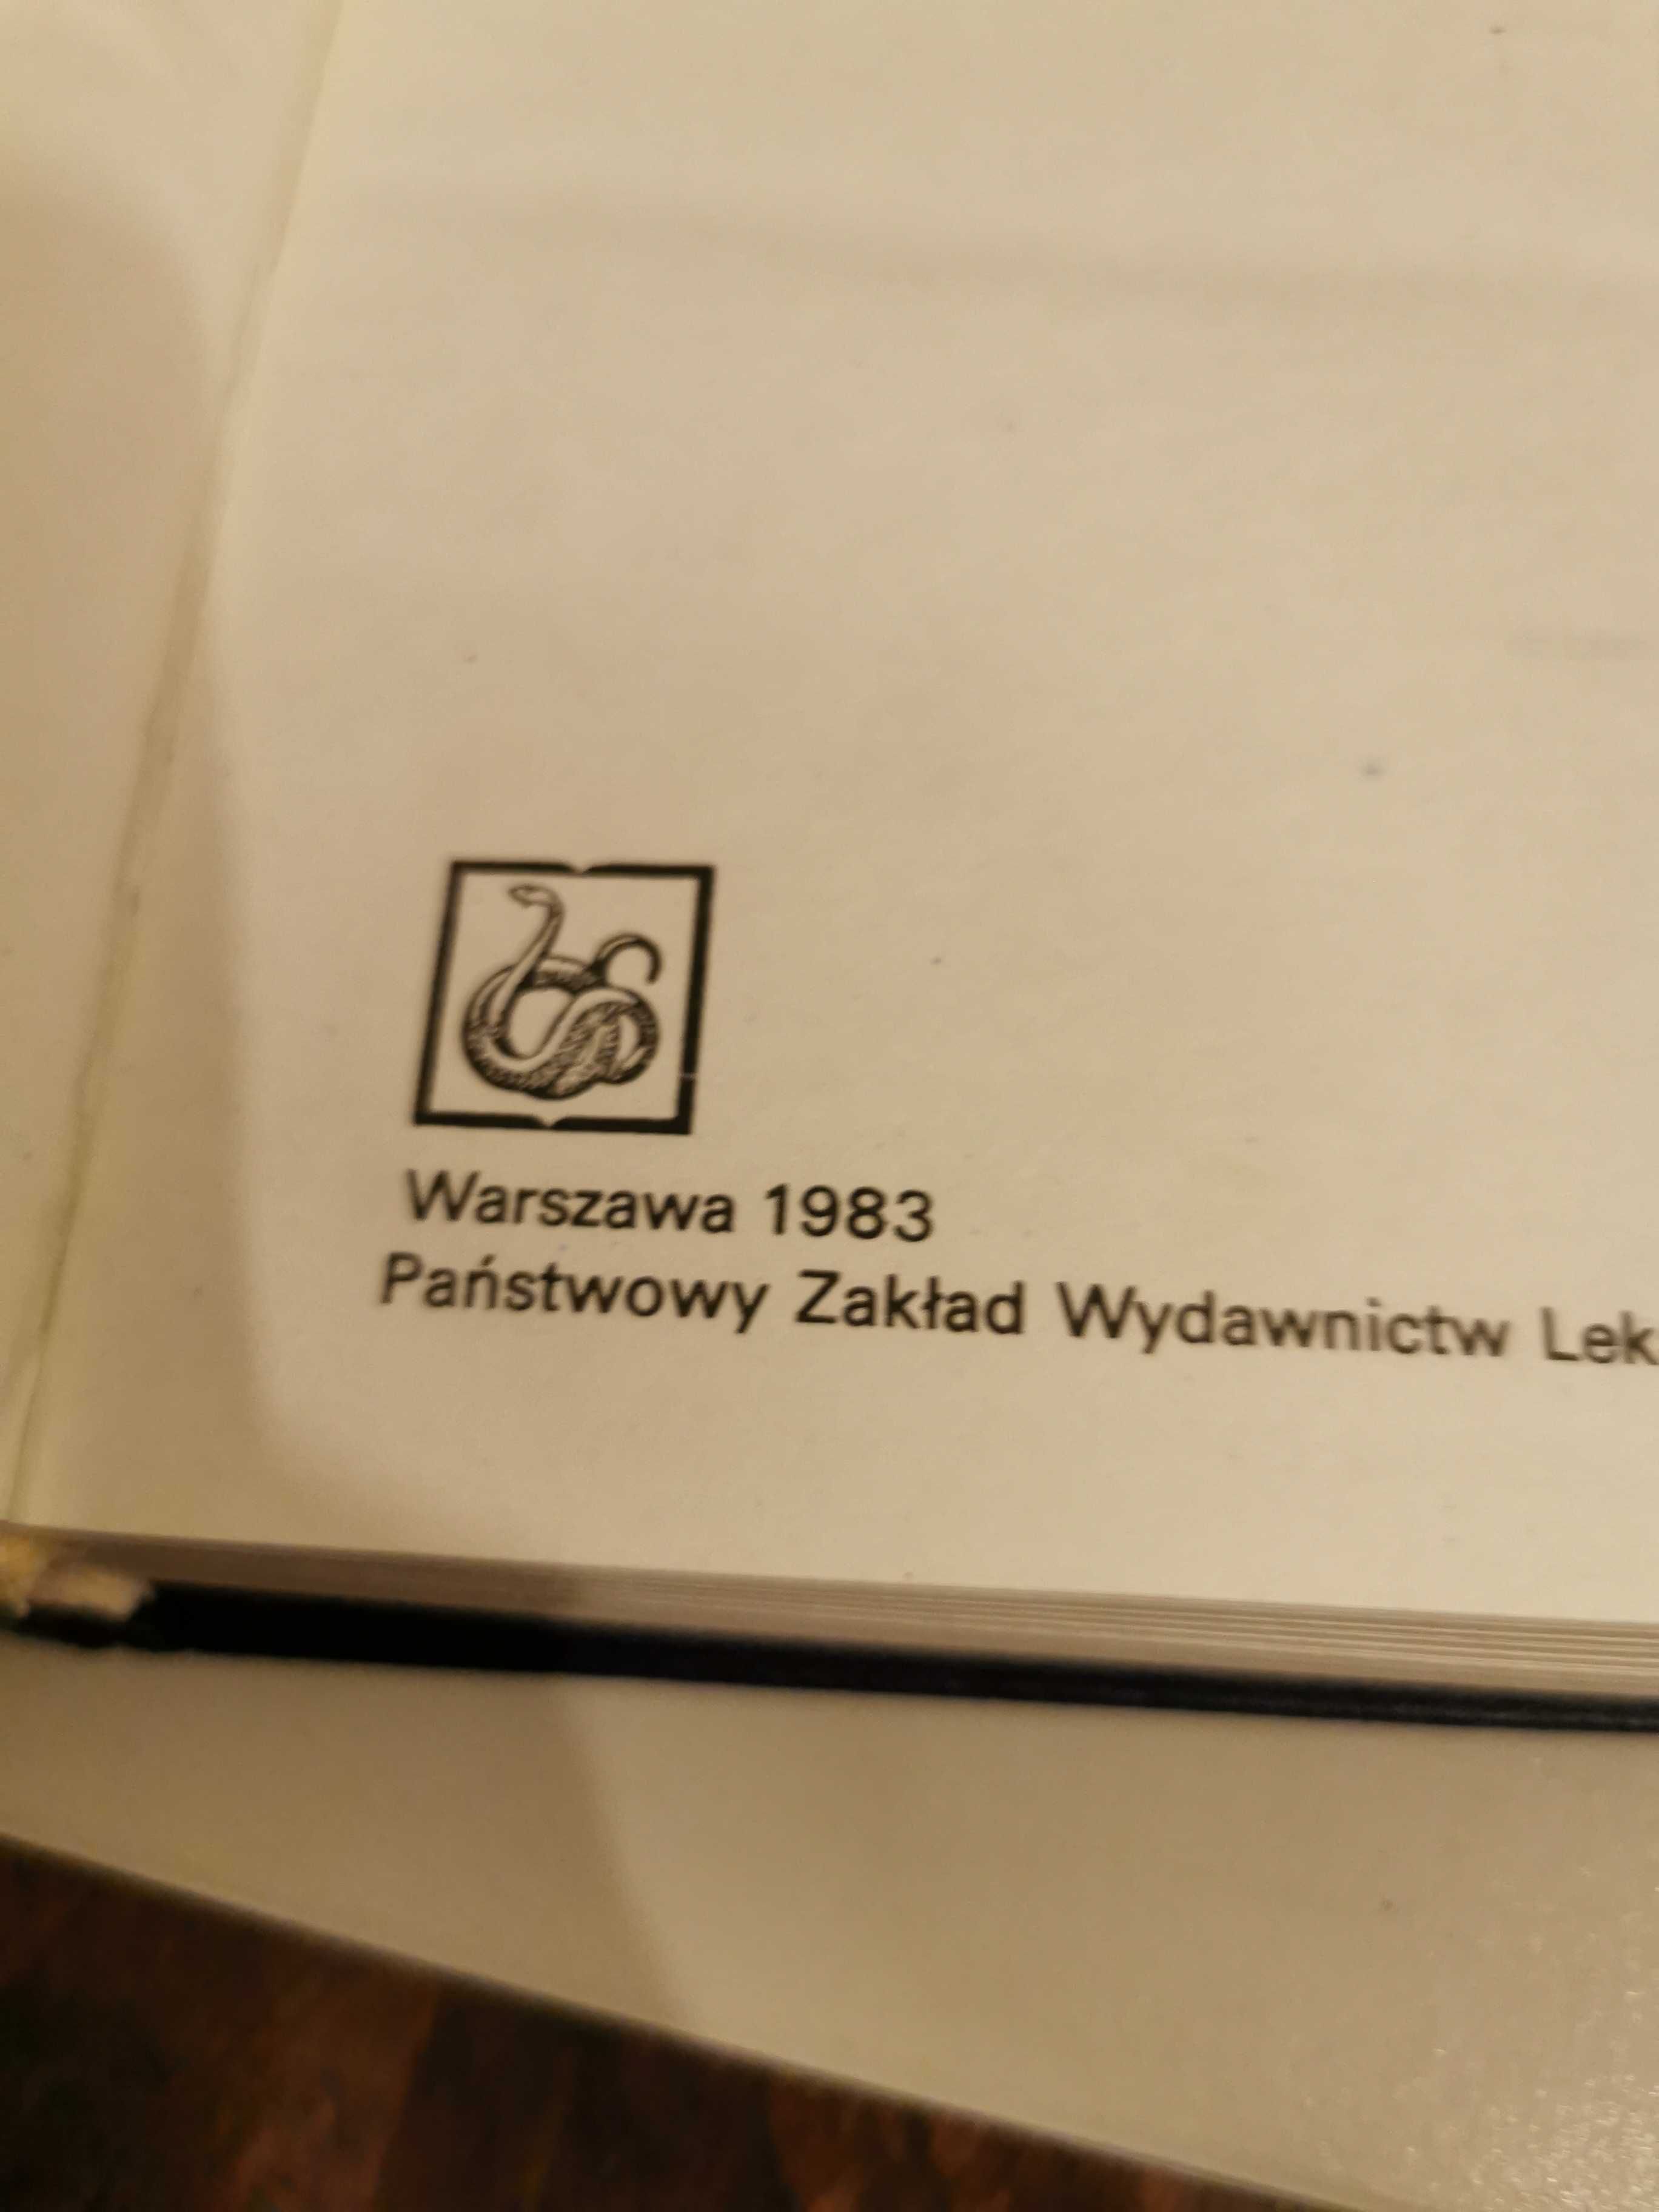 Warszawa 1983
Państwowy Zakład Wydawnictw Lek